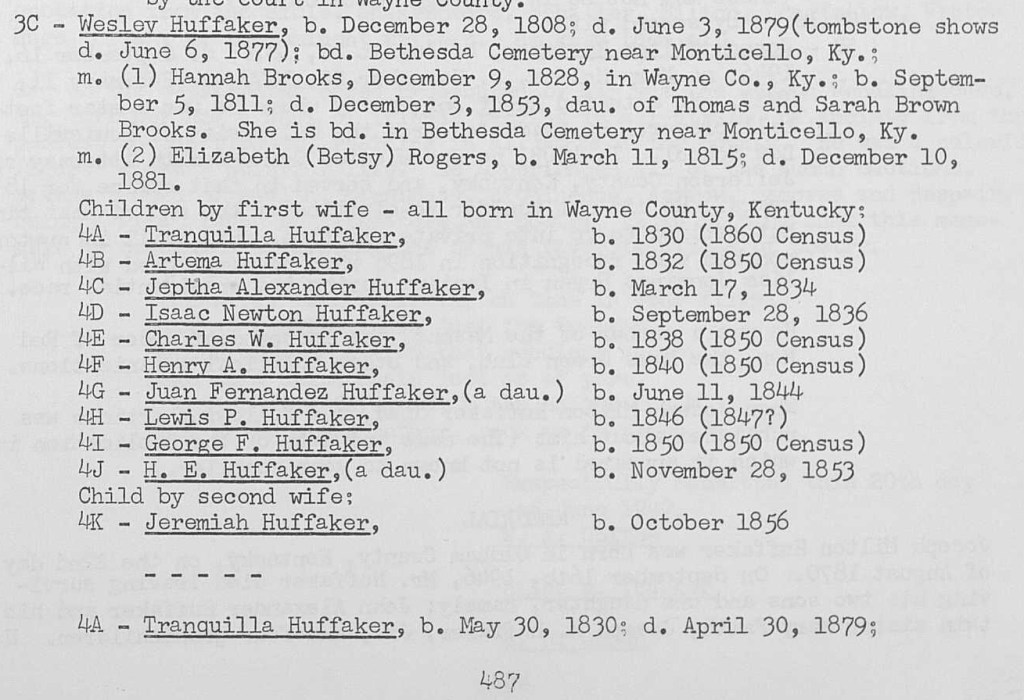 by the court in Wayne County.
3C - Wesley Huffaker, b. December 28, 1808; d. June 3, 1879(tombstone shows
d. June 6, 1877); bd. Bethesda Cemetery near Monticello, Ky.;
m. (1) Hannah Brooks, December 9, 1828, in Wayne Co., Ky.; b. Septem-
ber 5, 1811; d. December 3, 1853, dau. of Thomas and Sarah Brown
Brooks. She is bd. in Bethesda Cemetery near Monticello, Ky.
m. (2) Elizabeth (Betsy) Rogers, b. March 11, 1815; d. December 10,
1881.
Children by first wife - all born in Wayne County, Kentucky:
4A - Tranquilla Huffaker, b. 1830 (1860 Census)
4B - Artema Huffaker, b. 1832 (1850 Census)
4C - Jeptha Alexander Huffaker, b. March 17, 1834
4D - Isaac Newton Huffaker, b. September 28, 1836
4E - Charles W. Huffaker, b. 1838 (1850 Census)
4F - Henry A. Huffaker, b. 1840 (1850 Census)
4G - Juan Fernandez Huffaker,(a dau.) b. June 11, 1844
4H - Lewis P. Huffaker, b. 1846 (1847?)
4I - George F. Huffaker, b. 1850 (1850 Census)
4J - H. E. Huffaker,(a dau.) b. November 28, 1853
Child by second wife:
4K - Jeremiah Huffaker, b. October 1856
- - - - - -
4A - Tranquilla Huffaker, b. May 30, 1830; d. April 30, 1879;
487